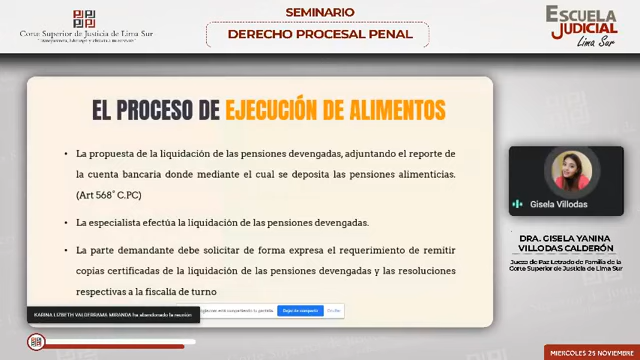 SEMINARIO
DERECHO PROCESAL PENAL
Corte Superior de Justicia de Lima Sur
ESCUELA
JUDICIAL
Lima Sur
EL PROCESO DE EJECUCIÓN DE ALIMENTOS
• La propuesta de la liquidación de las pensiones devengadas, adjuntando el reporte de
la cuenta bancaria donde mediante el cual se deposita las pensiones alimenticias.
(Art 568° C.PC)
• La especialista efectúa la liquidación de las pensiones devengadas.
• La parte demandante debe solicitar de forma expresa el requerimiento de remitir
copias certificadas de la liquidación de las pensiones devengadas y las resoluciones
respectivas a la fiscalía de turno
Gisela Villodas
DRA. GISELA YANINA
VILLODAS CALDERÓN
Jueza de Paz Letrado de Familia de la
Corte Superior de Justicia de Lima Sur
KARINA LIZBETH VALDERRAMA MIRANDA ha abandonado la reunión
Dejar de compartir
Ocultar
MIERCOLES 25 NOVIEMBRE